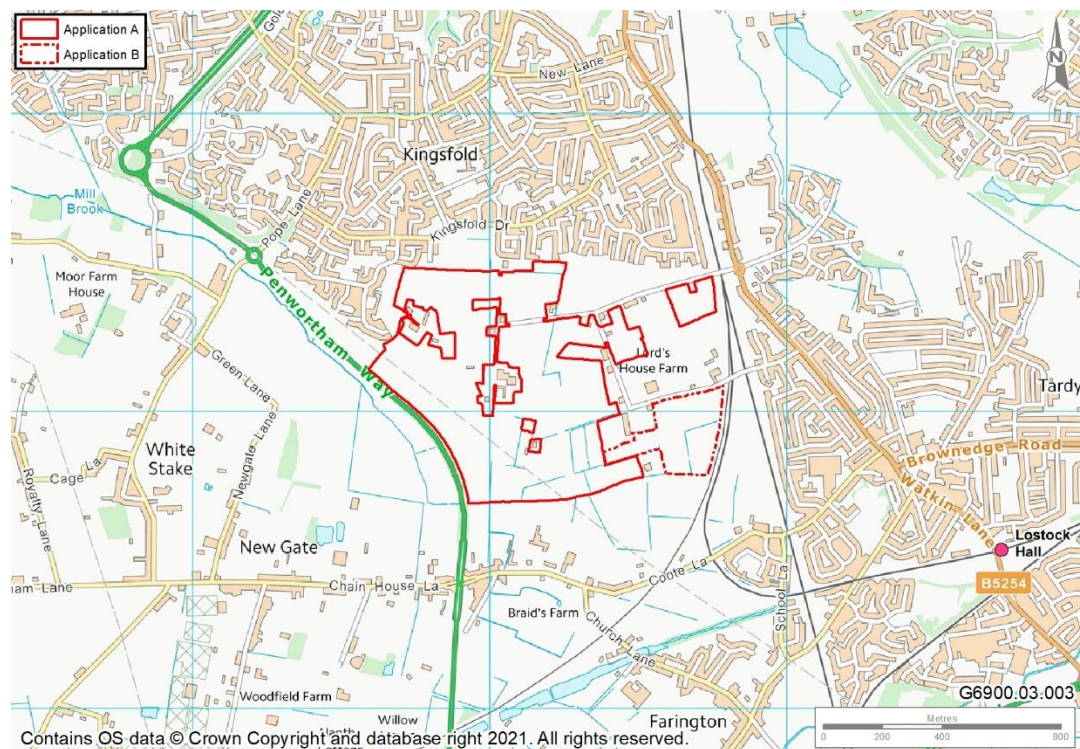 Application A
Application B
N
New Lane
Kingsfold
Mill
Brook
Pope Lane
Kingsfold Dr
Moor Farm
House
Penwortham Way
Lord's
House Farm
Green Lane
Tardy
White
Stake
Newgate Lane
Cage La
Royalty Lane
Brownedge Road
Watkin Lane
Lostock
Hall
New Gate
B5254
Coote La
Chain House La
am Lane
School La
Braid's Farm
Church Lane
Woodfield Farm
G6900.03.003
Willow
Farington
Metres
0 200 400 800
Contains OS data © Crown Copyright and database right 2021. All rights reserved.